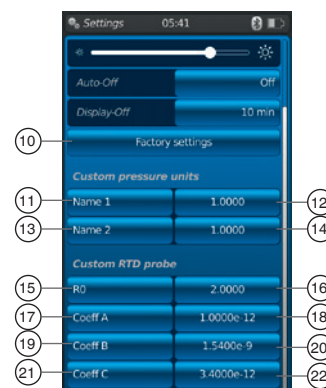 Settings 05:41
Auto-Off Off
Display-Off 10 min
10 Factory settings
Custom pressure units
11 Name 1 1.0000 12
13 Name 2 1.0000 14
Custom RTD probe
15 R0 2.0000 16
17 Coeff A 1.0000e-12 18
19 Coeff B 1.5400e-9 20
21 Coeff C 3.4000e-12 22